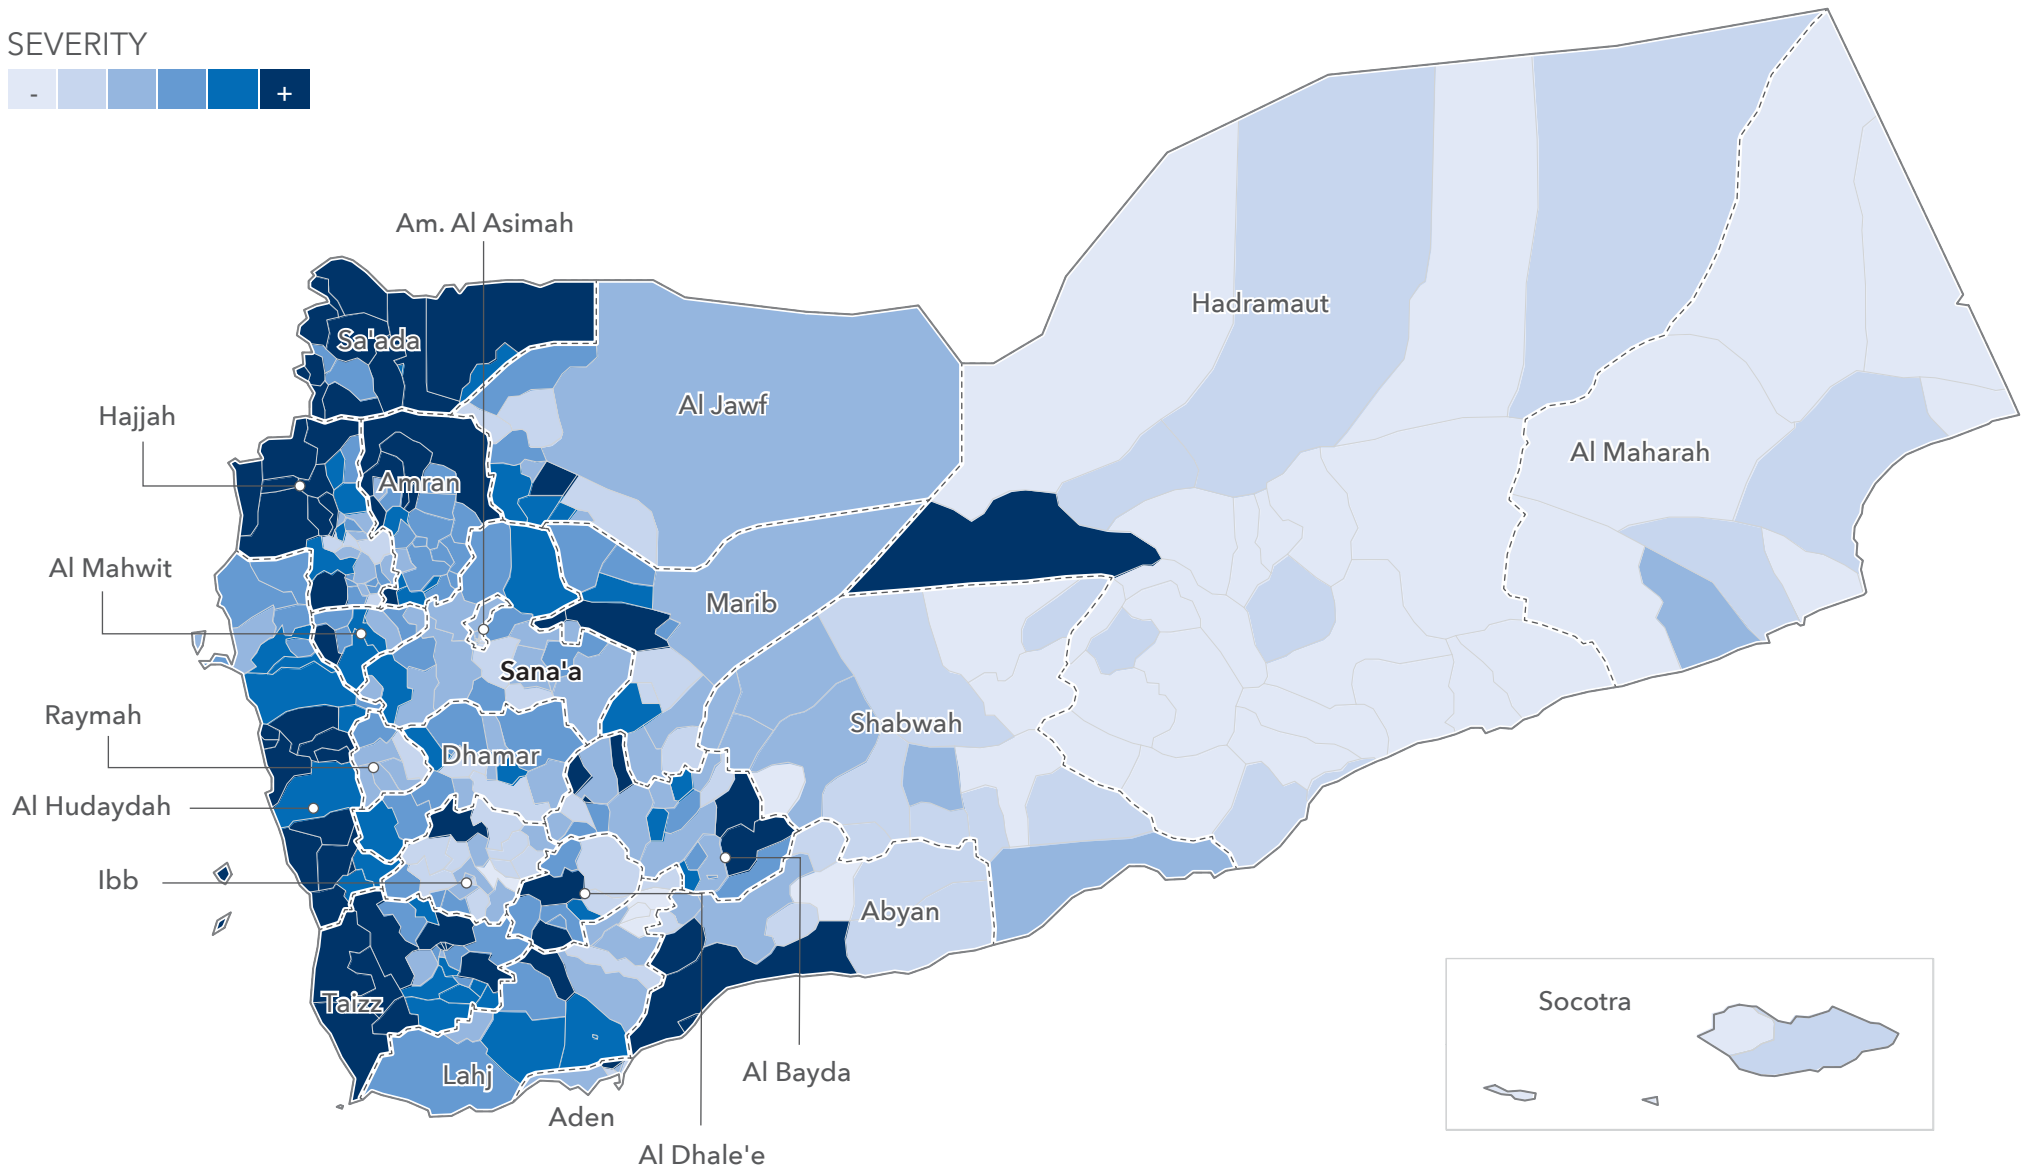 SEVERITY
- +
Am. Al Asimah
Hadramaut
Sa'ada
Al Jawf
Hajjah
Al Maharah
Amran
Al Mahwit
Marib
Sana'a
Raymah
Shabwah
Dhamar
Al Hudaydah
Ibb
Abyan
Taizz
Socotra
Lahj
Al Bayda
Aden
Al Dhale'e